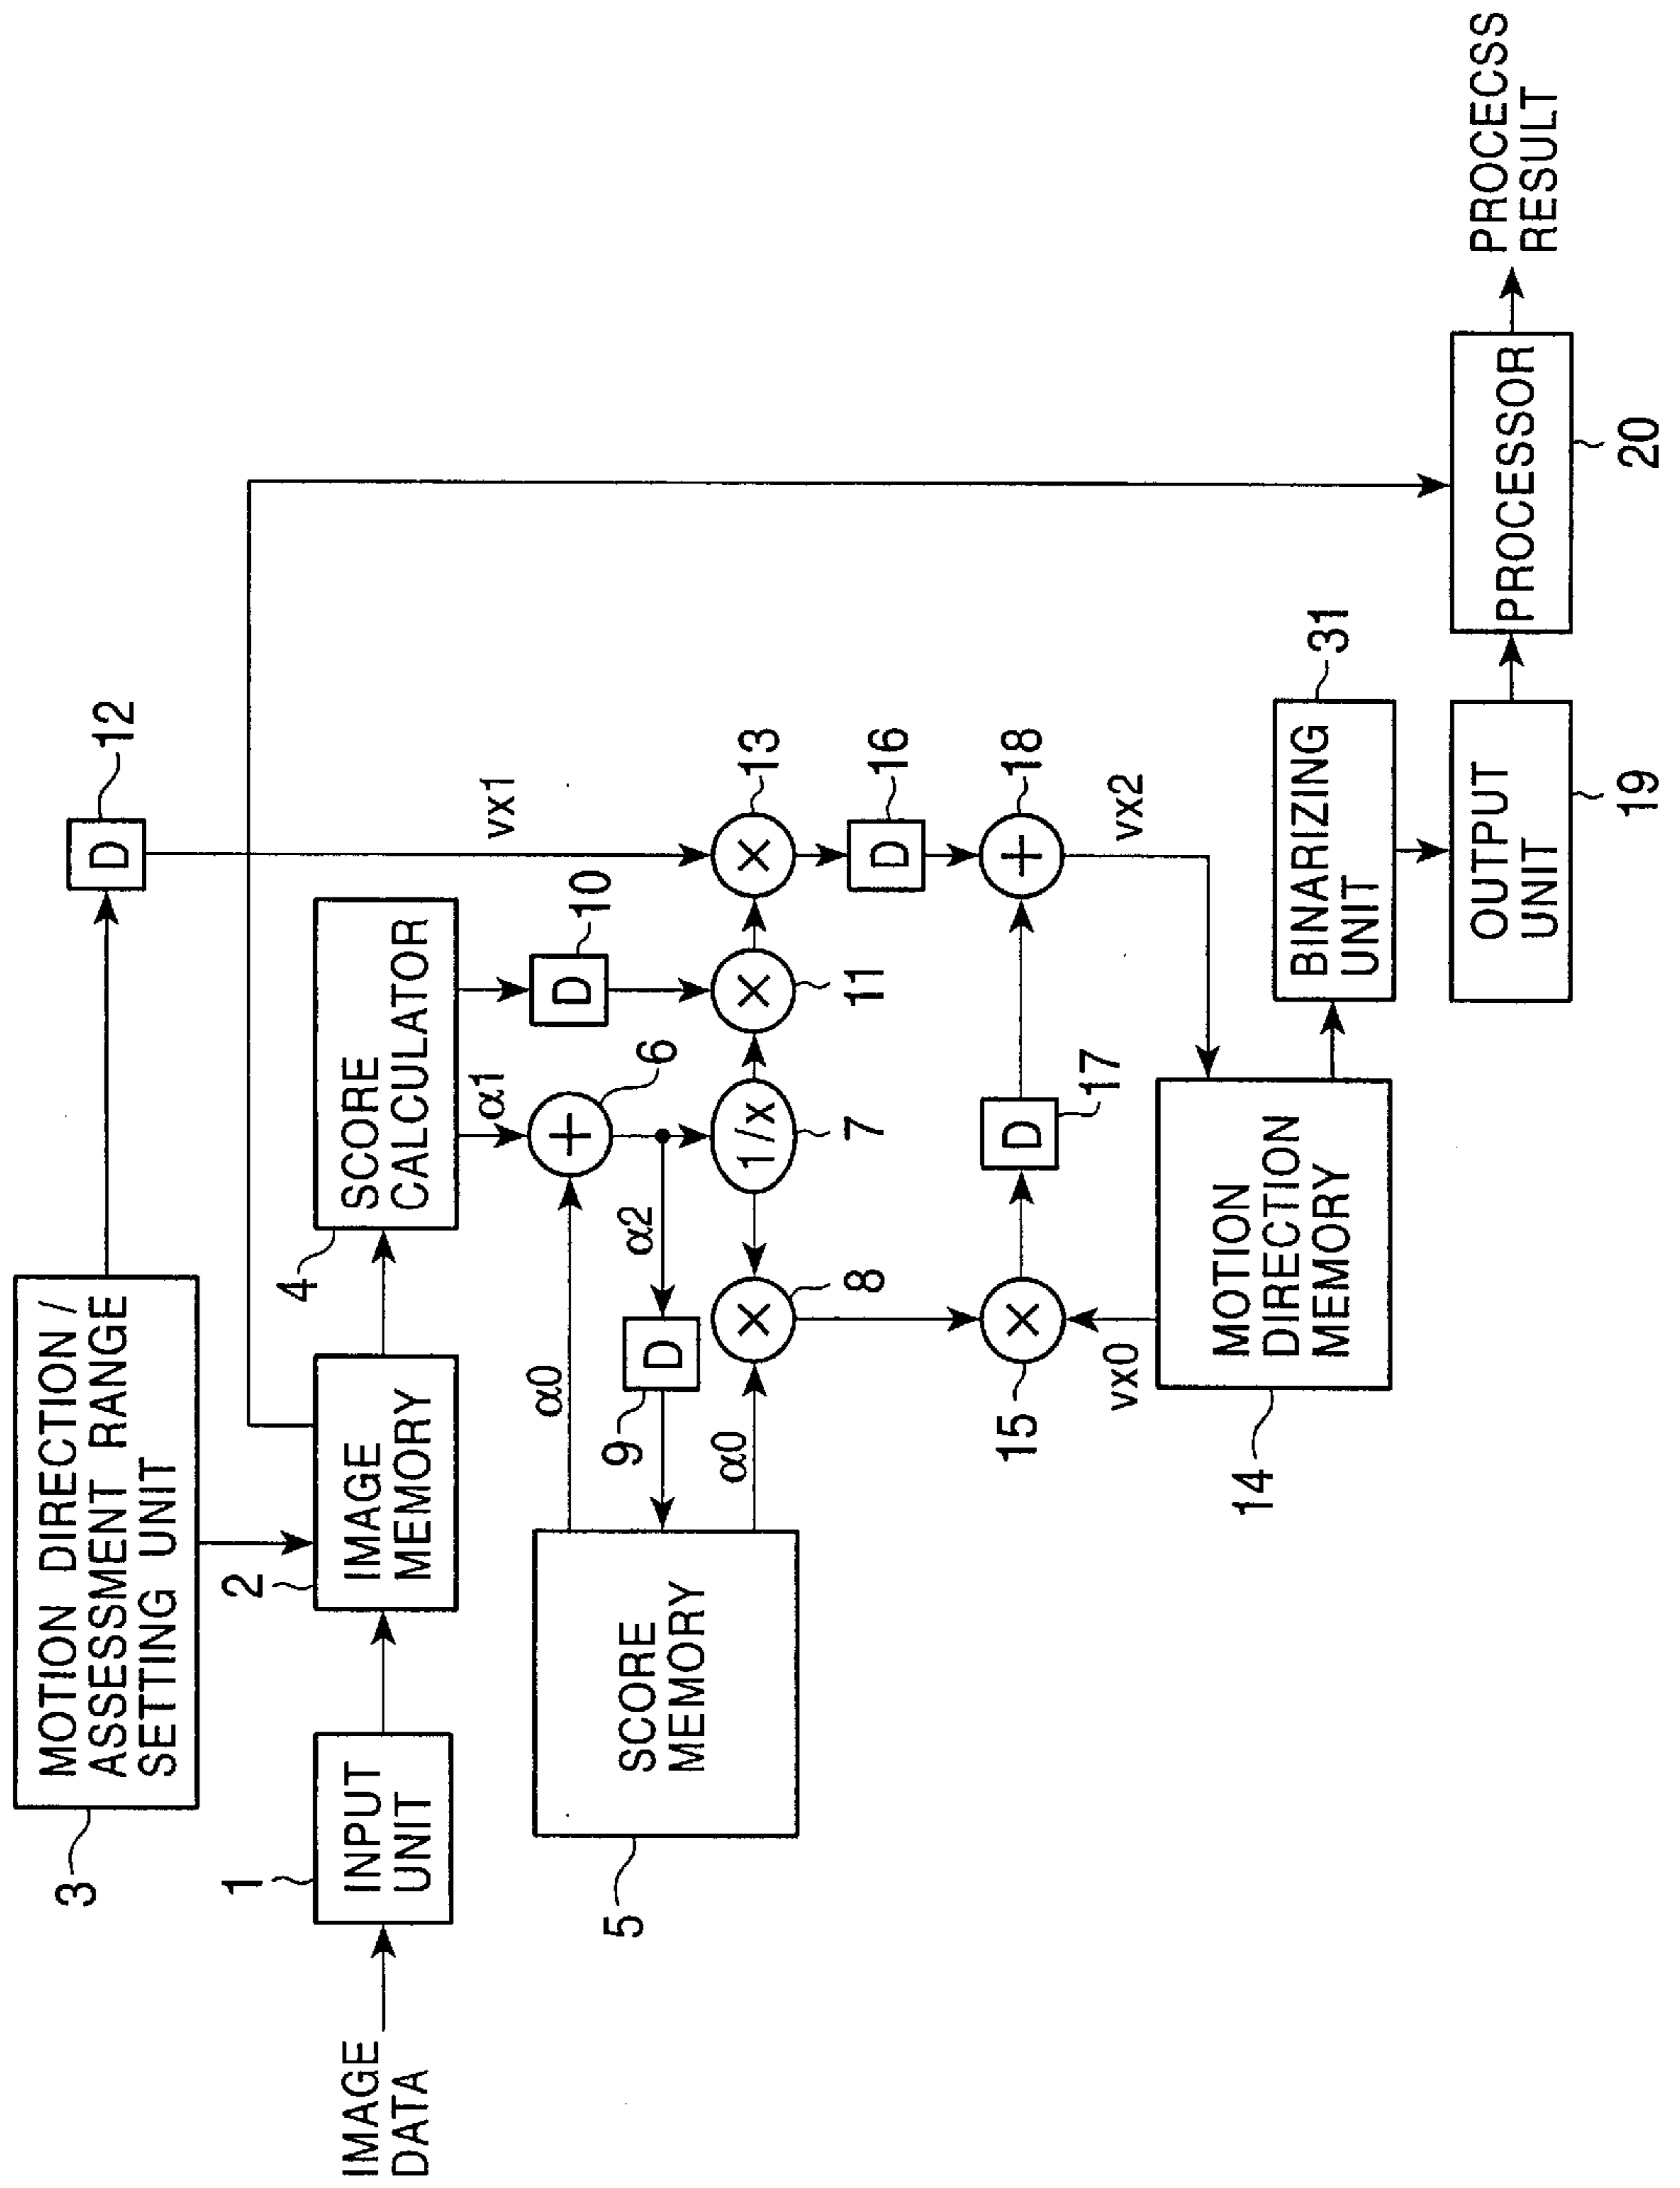 MOTION DIRECTION /
ASSESSMENT RANGE
SETTING UNIT
3
D
12
IMAGE
DATA
INPUT
UNIT
1
IMAGE
MEMORY
2
SCORE
CALCULATOR
4
α1
D
10
vx1
α0
+
6
α2
D
9
SCORE
MEMORY
5
α0
×
8
1/x
7
×
11
×
13
D
16
×
15
D
17
+
18
vx2
vx0
MOTION
DIRECTION
MEMORY
14
BINARIZING
UNIT
31
OUTPUT
UNIT
19
PROCESSOR
20
PROCECSS
RESULT